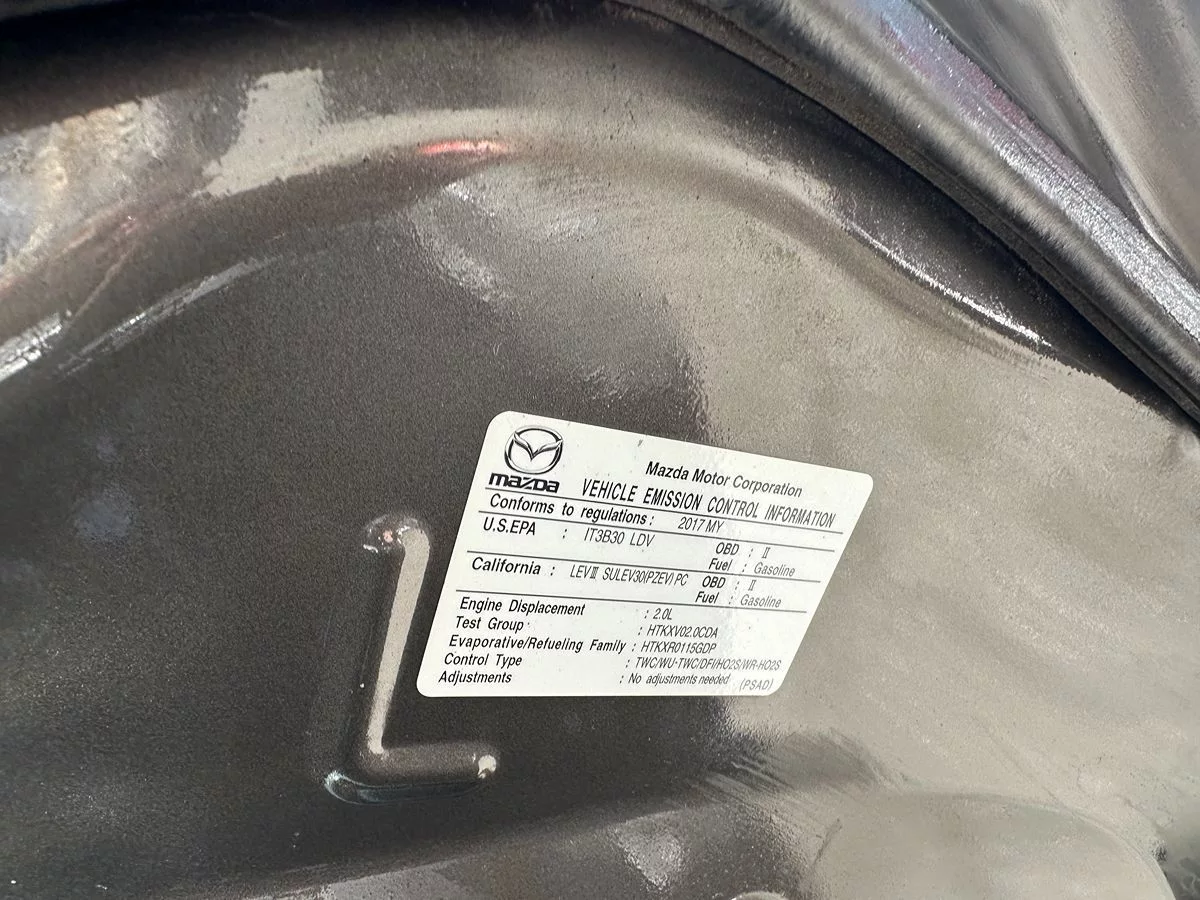 mazda
Mazda Motor Corporation
VEHICLE EMISSION CONTROL INFORMATION
Conforms to regulations : 2017 MY
U.S.EPA : IT3B30 LDV OBD : II
Fuel : Gasoline
California : LEVⅢ SULEV30(PZEV) PC OBD : II
Fuel : Gasoline
Engine Displacement : 2.0L
Test Group : HTKXV02.0CDA
Evaporative/Refueling Family : HTKXR0115GDP
Control Type : TWC/WU-TWC/DFI/HO2S/WR-HO2S
Adjustments : No adjustments needed (PSAD)
L